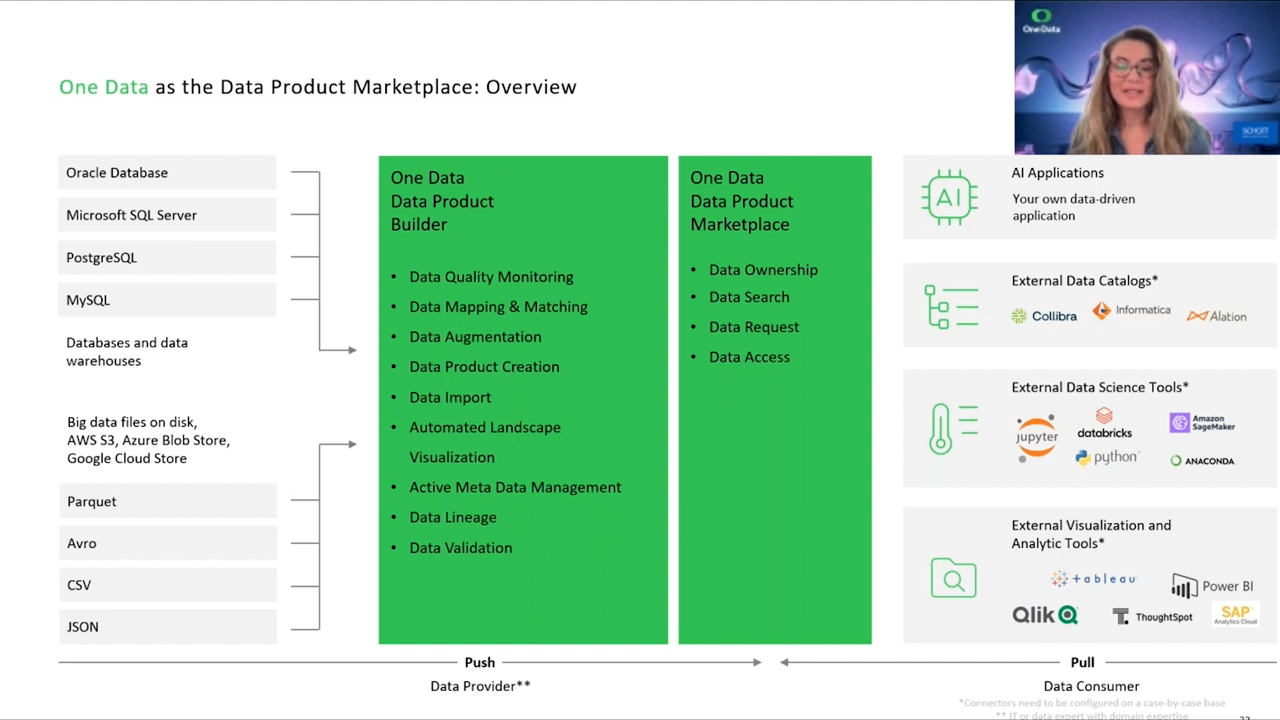 One Data
SCHOTT
One Data as the Data Product Marketplace: Overview
Oracle Database
Microsoft SQL Server
PostgreSQL
MySQL
Databases and data
warehouses
Big data files on disk,
AWS S3, Azure Blob Store,
Google Cloud Store
Parquet
Avro
CSV
JSON
One Data
Data Product
Builder
• Data Quality Monitoring
• Data Mapping & Matching
• Data Augmentation
• Data Product Creation
• Data Import
• Automated Landscape
Visualization
• Active Meta Data Management
• Data Lineage
• Data Validation
One Data
Data Product
Marketplace
• Data Ownership
• Data Search
• Data Request
• Data Access
AI
AI Applications
Your own data-driven
application
External Data Catalogs*
Collibra
Informatica
Alation
External Data Science Tools*
jupyter
databricks
Amazon
SageMaker
python
ANACONDA
External Visualization and
Analytic Tools*
+ableau
Power BI
Qlik
ThoughtSpot
SAP
Analytics Cloud
Push
Data Provider**
Pull
Data Consumer
*Connectors need to be configured on a case-by-case base
** IT or data expert with domain expertise